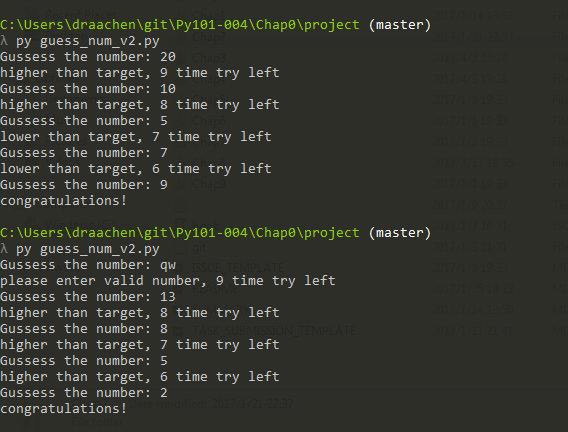 C:\Users\draachen\git\Py101-004\Chap0\project (master)
λ py guess_num_v2.py
Gussess the number: 20
higher than target, 9 time try left
Gussess the number: 10
higher than target, 8 time try left
Gussess the number: 5
lower than target, 7 time try left
Gussess the number: 7
lower than target, 6 time try left
Gussess the number: 9
congratulations!
C:\Users\draachen\git\Py101-004\Chap0\project (master)
λ py guess_num_v2.py
Gussess the number: qw
please enter valid number, 9 time try left
Gussess the number: 13
higher than target, 8 time try left
Gussess the number: 8
higher than target, 7 time try left
Gussess the number: 5
higher than target, 6 time try left
Gussess the number: 2
congratulations!